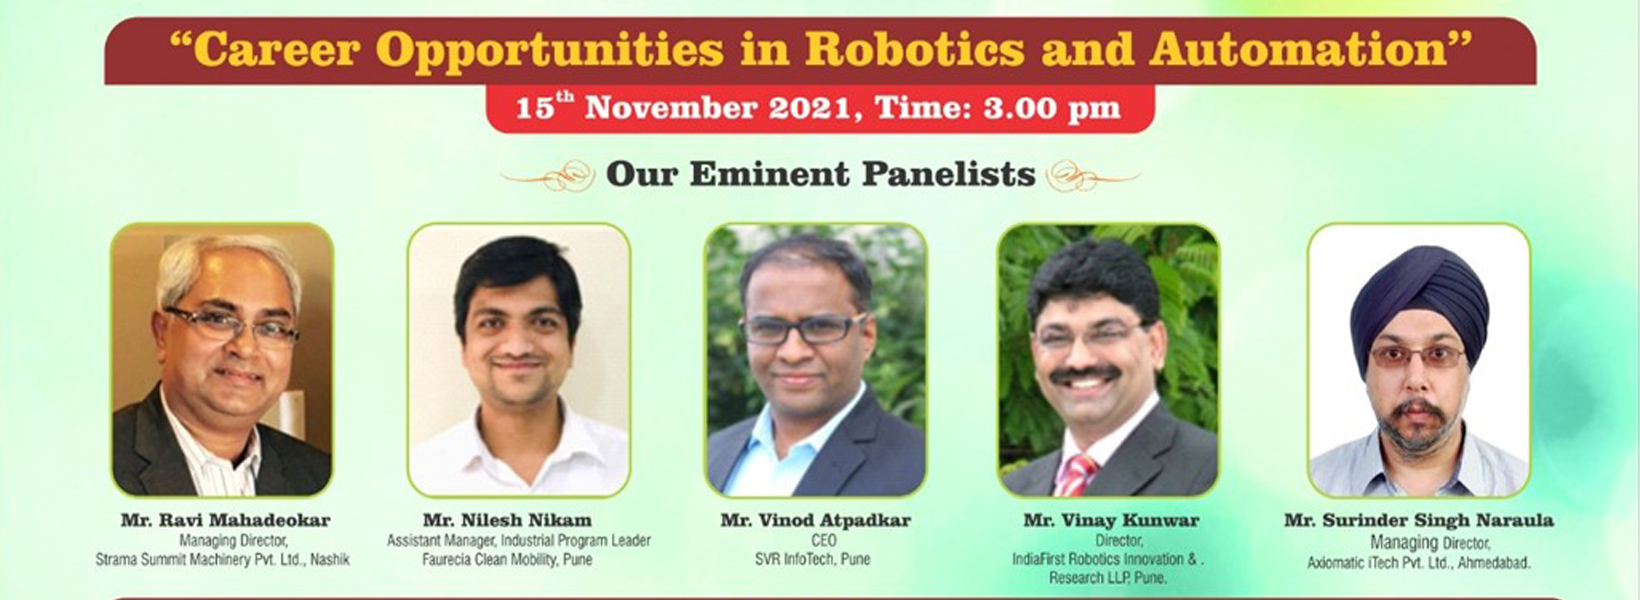 “Career Opportunities in Robotics and Automation”
15th November 2021, Time: 3.00 pm
Our Eminent Panelists
Mr. Ravi Mahadeokar
Managing Director,
Strama Summit Machinery Pvt. Ltd., Nashik
Mr. Nilesh Nikam
Assistant Manager, Industrial Program Leader
Faurecia Clean Mobility, Pune
Mr. Vinod Atpadkar
CEO
SVR InfoTech, Pune
Mr. Vinay Kunwar
Director,
IndiaFirst Robotics Innovation & .
Research LLP, Pune.
Mr. Surinder Singh Naraula
Managing Director,
Axiomatic iTech Pvt. Ltd., Ahmedabad.